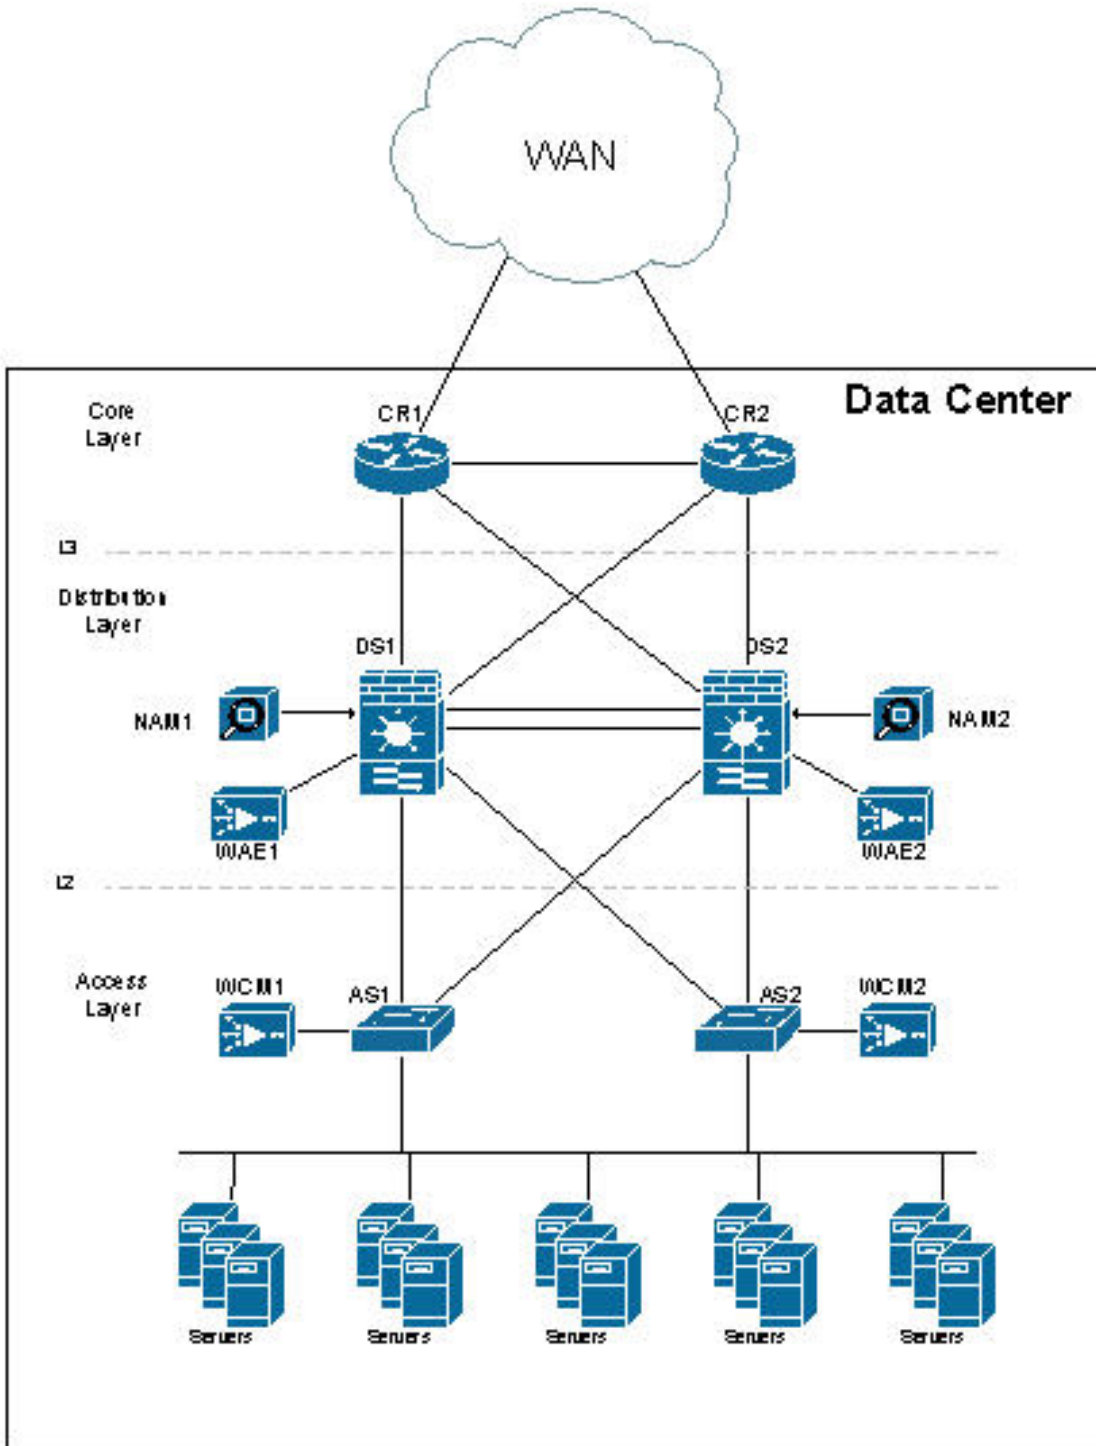 WAN
Data Center
Core
Layer
CR1
CR2
L3
Distribution
Layer
DS1
DS2
NAM1
NAM2
WAE1
WAE2
L2
Access
Layer
WCM1
AS1
AS2
WCM2
Servers
Servers
Servers
Servers
Servers